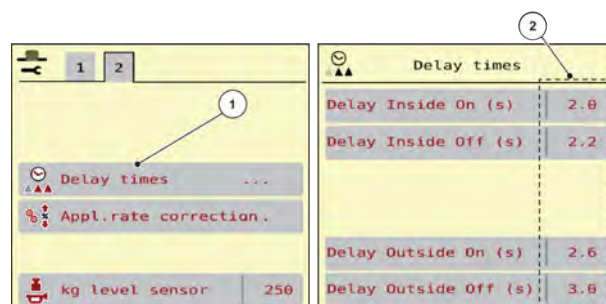 2
1 2
1
Delay times ...
Appl.rate correction.
kg level sensor 250
Delay times
Delay Inside On (s) 2.0
Delay Inside Off (s) 2.2
Delay Outside On (s) 2.6
Delay Outside Off (s) 3.0